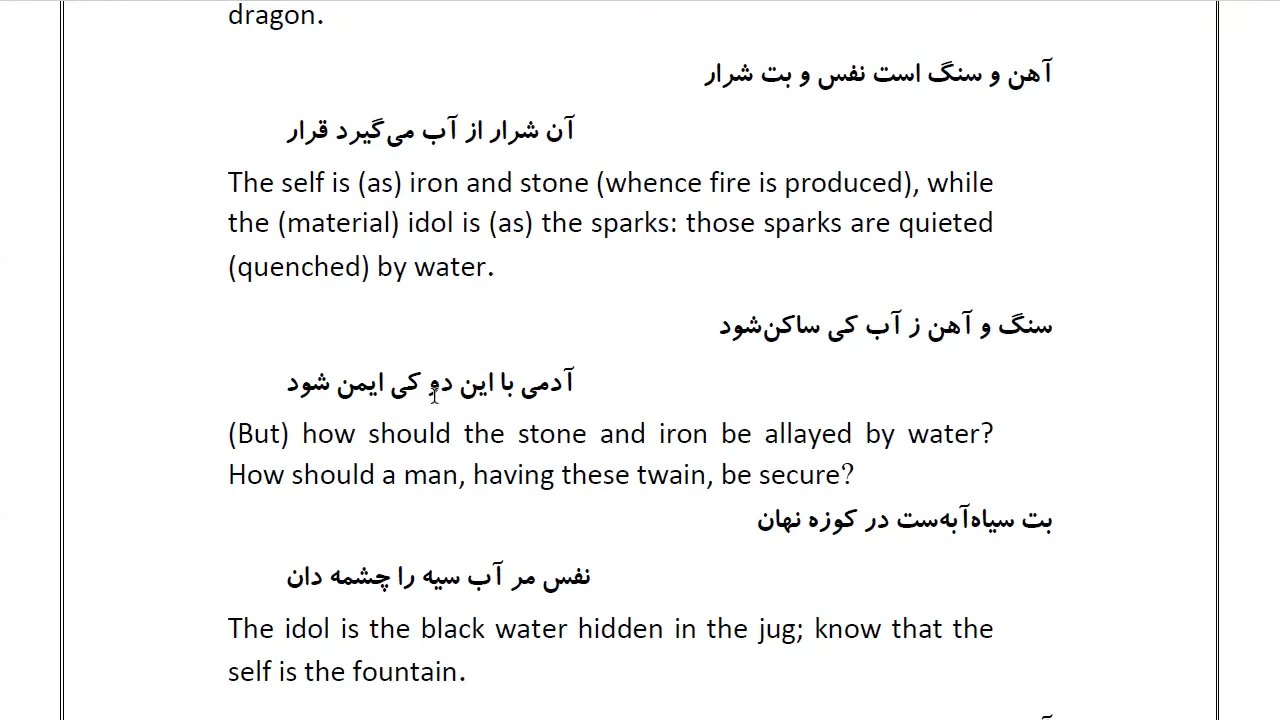 dragon.
آهن و سنگ است نفس و بت شرار
آن شرار از آب می‌گیرد قرار
The self is (as) iron and stone (whence fire is produced), while
the (material) idol is (as) the sparks: those sparks are quieted
(quenched) by water.
سنگ و آهن ز آب کی ساکن‌شود
آدمی با این دو کی ایمن شود
(But) how should the stone and iron be allayed by water?
How should a man, having these twain, be secure?
بت سیاه‌آبه‌ست در کوزه نهان
نفس مر آب سیه را چشمه دان
The idol is the black water hidden in the jug; know that the
self is the fountain.